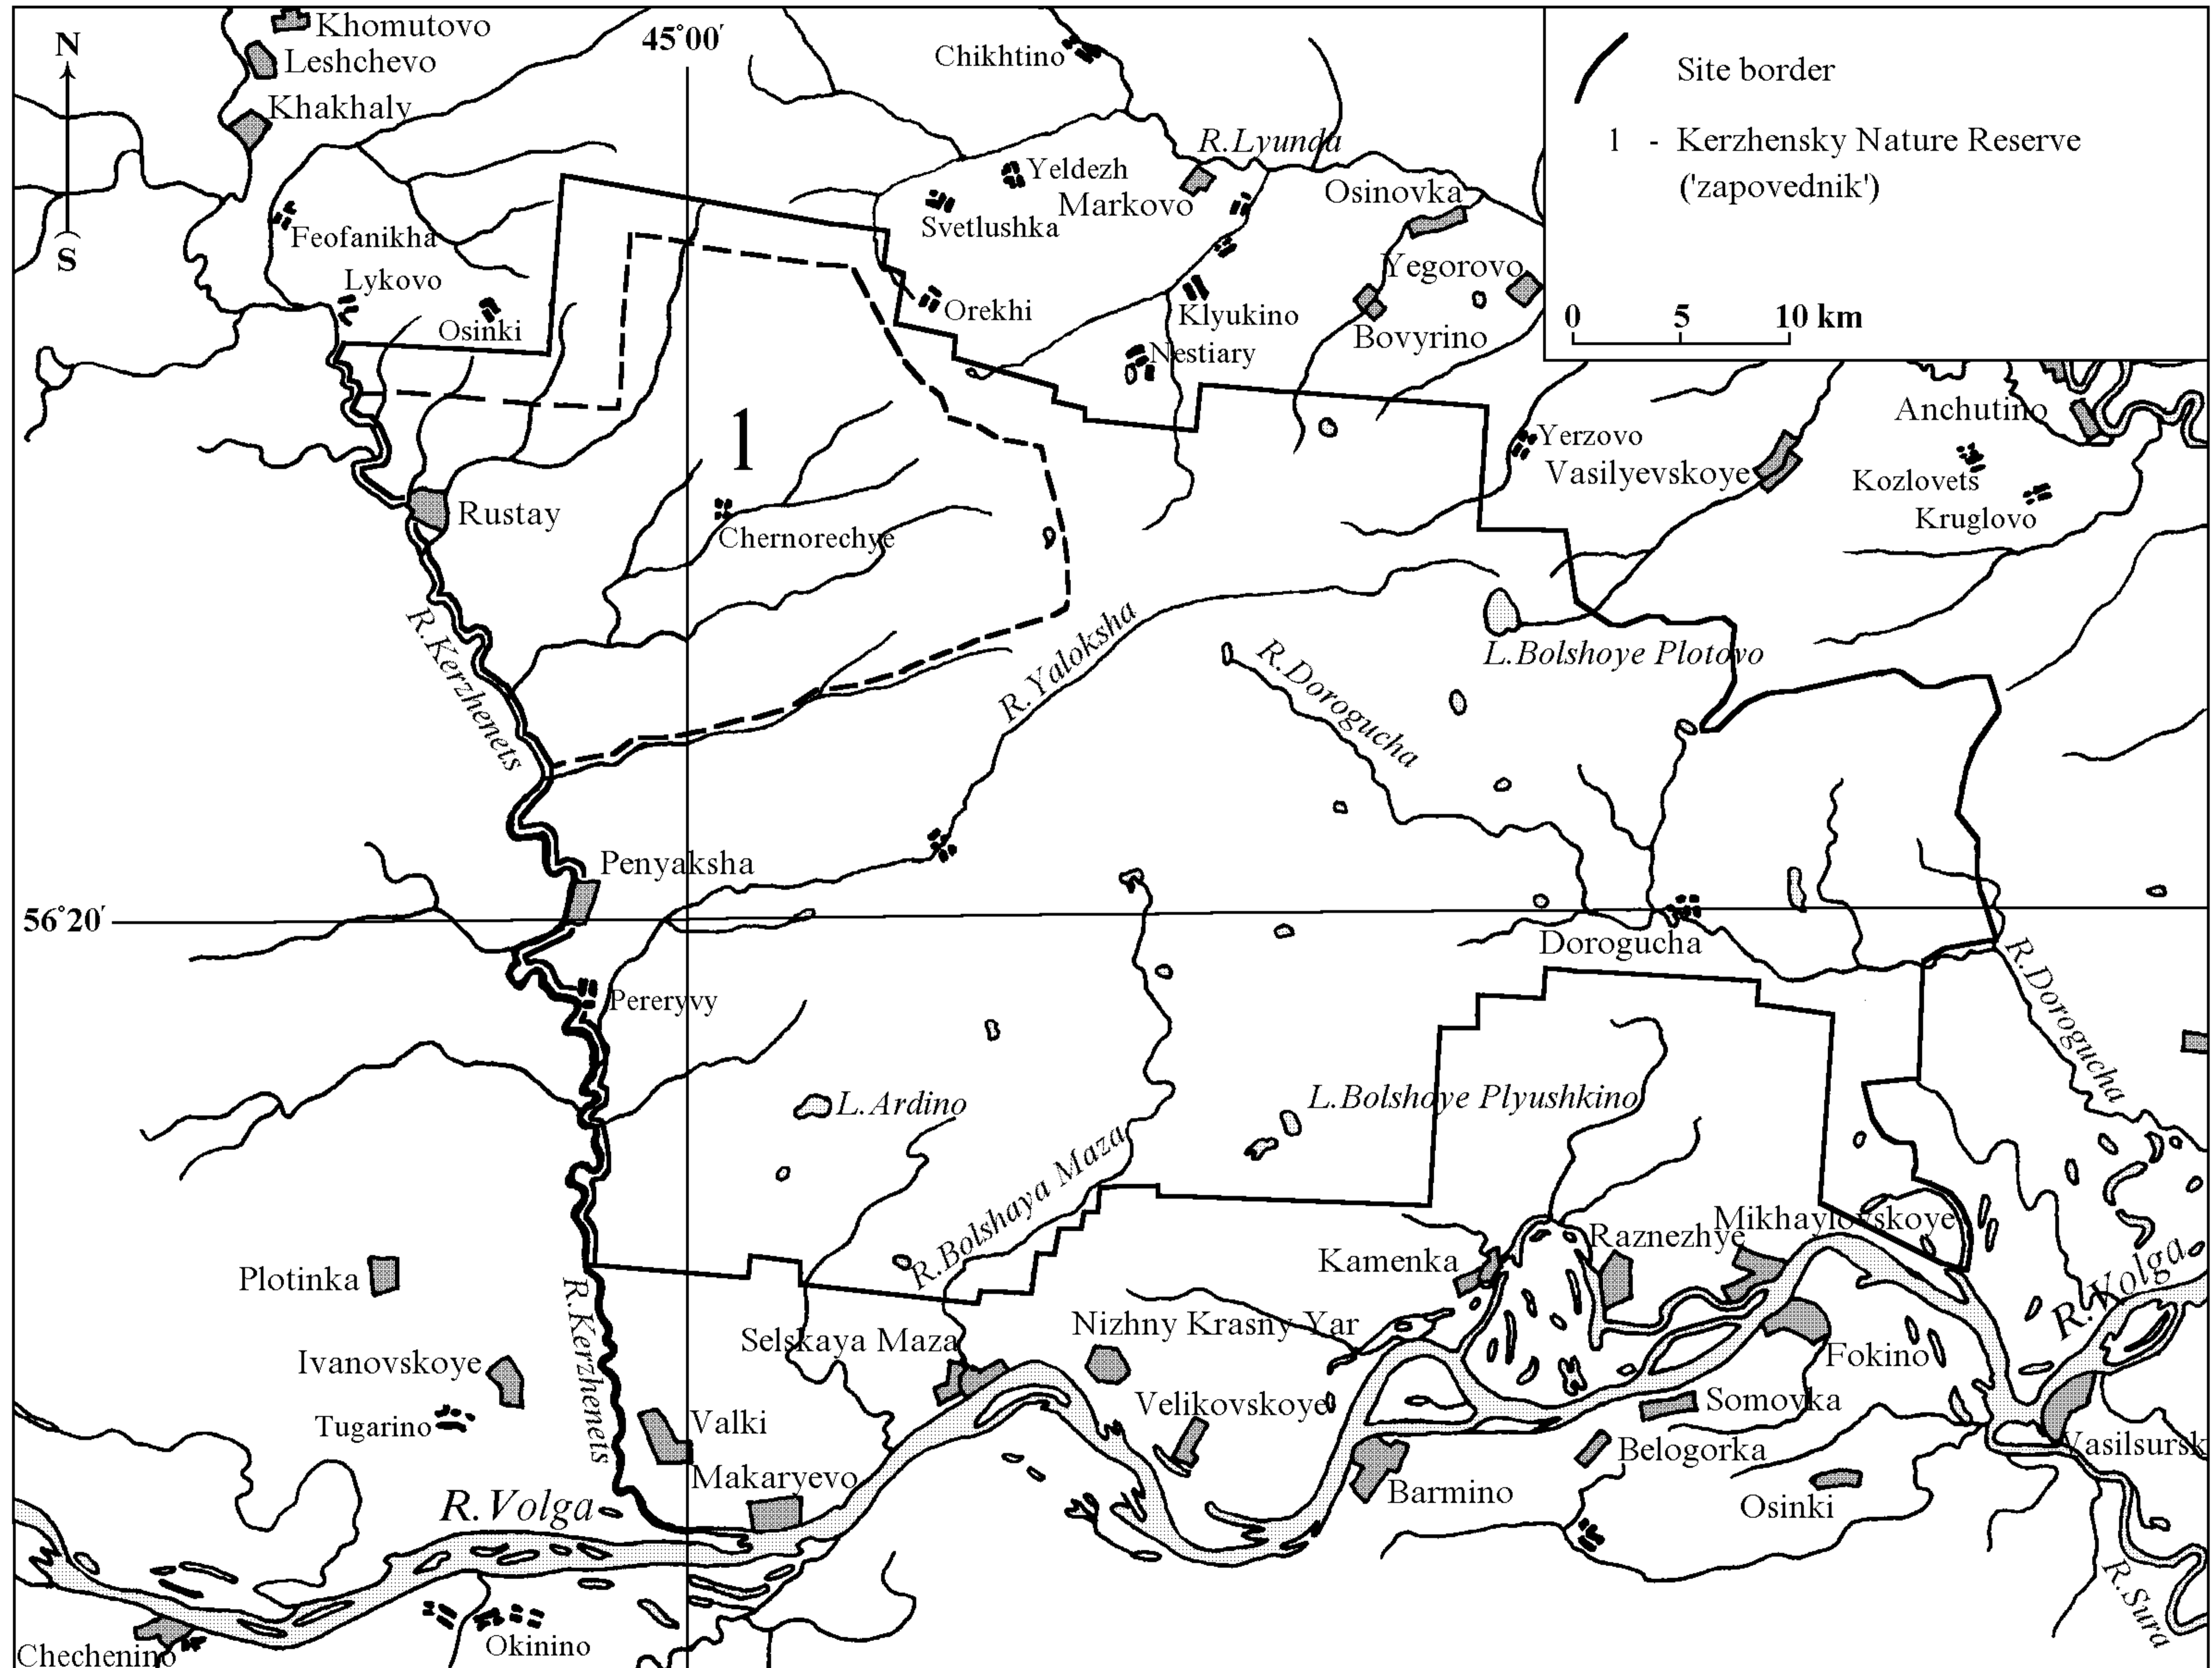 Khomutovo
N
45°00′
Leshchevo
Chikhtino
Site border
Khakhaly
R.Lyunda
1 - Kerzhensky Nature Reserve
('zapovednik')
Yeldezh
Markovo
Osinovka
Svetlushka
Feofanikha
S
Lykovo
Yegorovo
Orekhi
Klyukino
0 5 10 km
Osinki
Bovyrino
Nestiary
Anchutino
1
Yerzovo
Vasilyevskoye
Kozlovets
Rustay
Kruglovo
Chernorechye
R.Kerzhenets
R.Yaloksha
L.Bolshoye Plotovo
R.Dorogucha
Penyaksha
56°20′
Dorogucha
R.Dorogucha
Pereryvy
L.Ardino
L.Bolshoye Plyushkino
R.Bolshaya Maza
Mikhaylovskoye
Raznezhye
Kamenka
Plotinka
R.Kerzhenets
R.Volga
Nizhny Krasny Yar
Selskaya Maza
Fokino
Ivanovskoye
Velikovskoye
Somovka
Tugarino
Valki
Belogorka
Vasilsursk
Makaryevo
Barmino
Osinki
R.Volga
R.Sura
Okinino
Chechenino